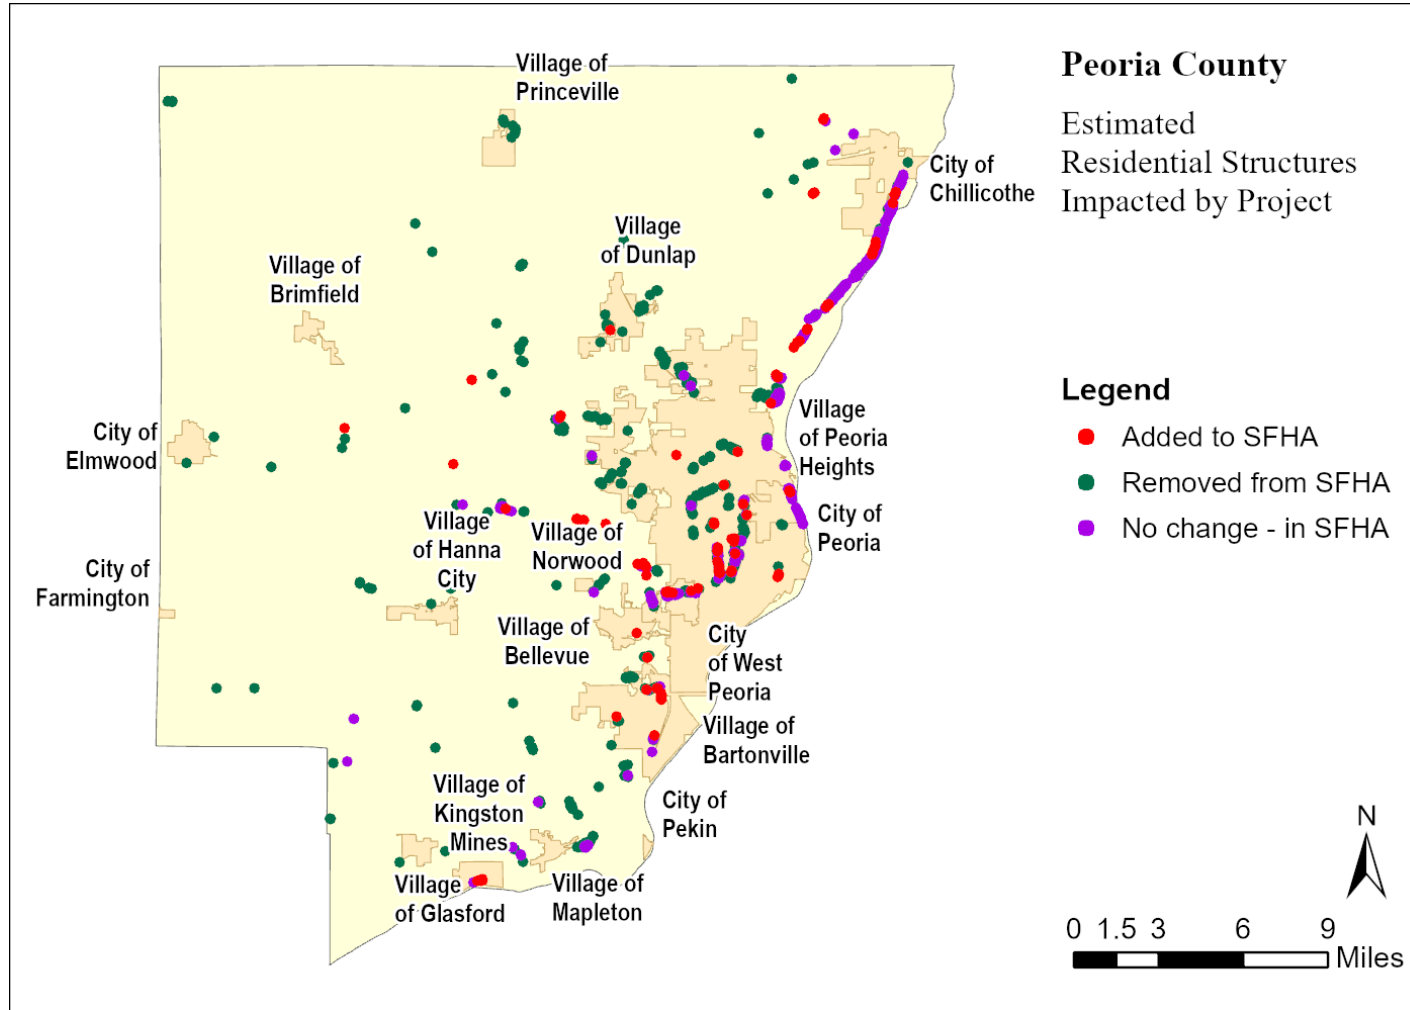 Peoria County
Estimated
Residential Structures
Impacted by Project
Village of
Princeville
City of
Chillicothe
Village
of Dunlap
Village of
Brimfield
City of
Elmwood
Village
of Peoria
Heights
City of
Peoria
Village
of Hanna
City
Village of
Norwood
City of
Farmington
Village of
Bellevue
City
of West
Peoria
Village of
Bartonville
Village of
Kingston
Mines
City of
Pekin
Village
of Glasford
Village of
Mapleton
Legend
Added to SFHA
Removed from SFHA
No change - in SFHA
N
0 1.5 3 6 9
Miles